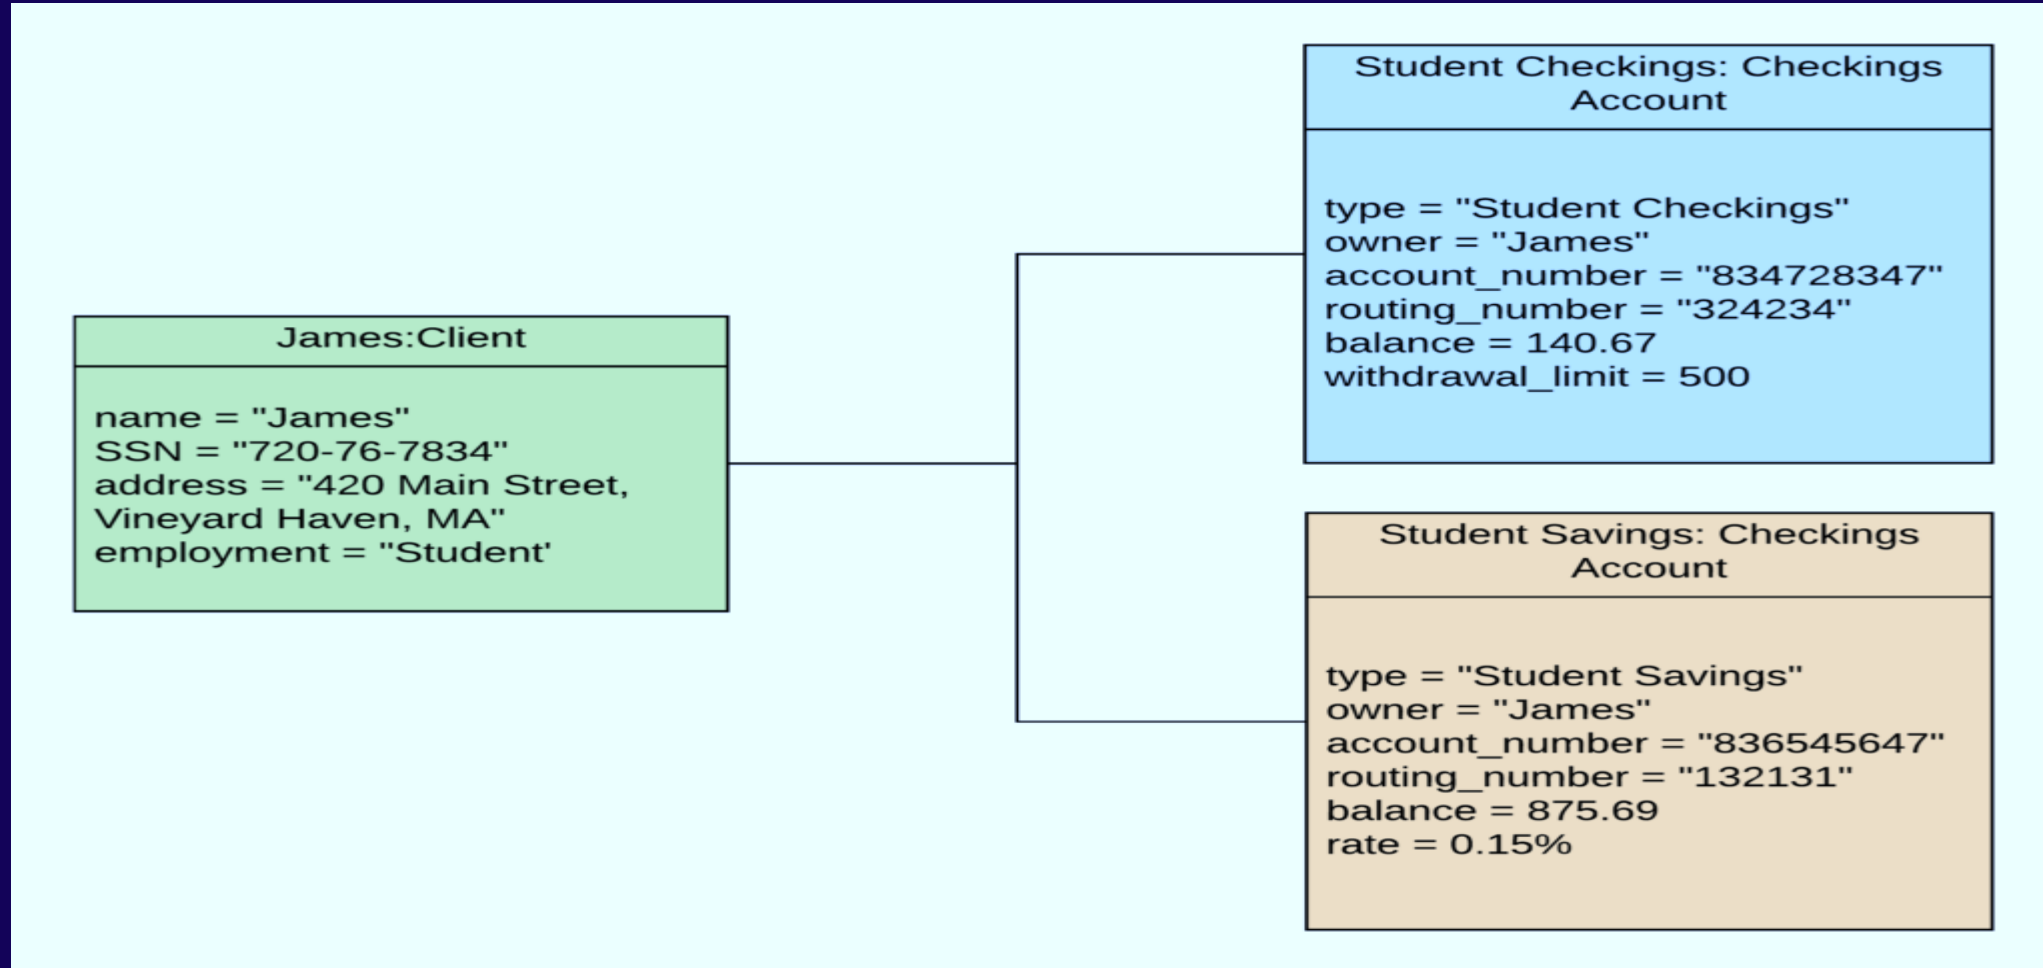 James:Client
name = "James"
SSN = "720-76-7834"
address = "420 Main Street,
Vineyard Haven, MA"
employment = "Student'
Student Checkings: Checkings
Account
type = "Student Checkings"
owner = "James"
account_number = "834728347"
routing_number = "324234"
balance = 140.67
withdrawal_limit = 500
Student Savings: Checkings
Account
type = "Student Savings"
owner = "James"
account_number = "836545647"
routing_number = "132131"
balance = 875.69
rate = 0.15%